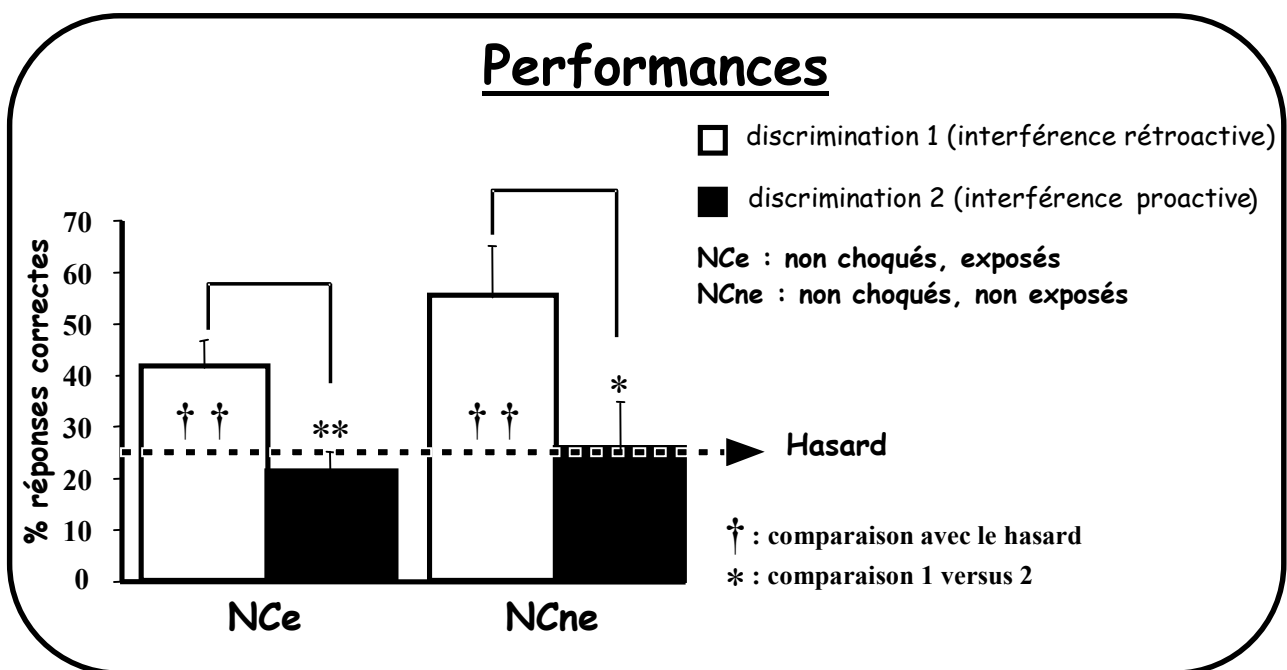 Performances
discrimination 1 (interférence rétroactive)
discrimination 2 (interférence proactive)
NCe : non choqués, exposés
NCne : non choqués, non exposés
% réponses correctes
70
60
50
40
30
20
10
0
† †
**
† †
*
Hasard
† : comparaison avec le hasard
* : comparaison 1 versus 2
NCe
NCne